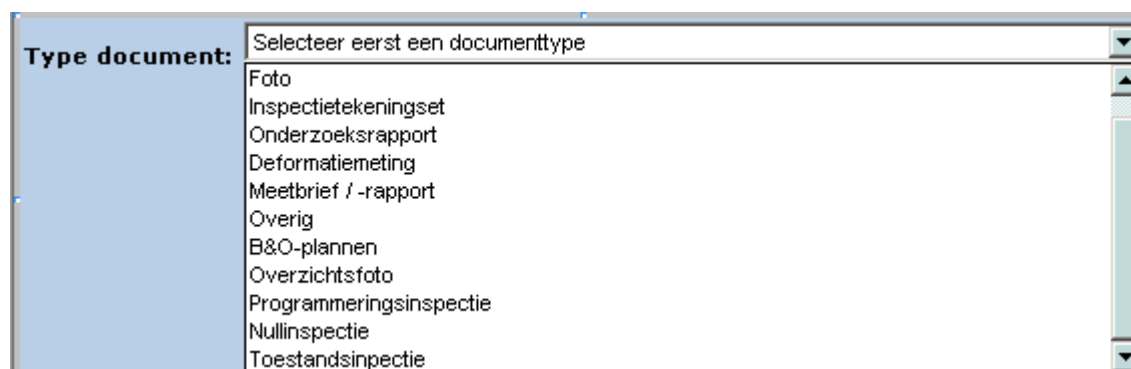 Type document:
Selecteer eerst een documenttype
Foto
Inspectietekeningset
Onderzoeksrapport
Deformatiemeting
Meetbrief / -rapport
Overig
B&O-plannen
Overzichtsfoto
Programmeringsinspectie
Nullinspectie
Toestandsinpectie